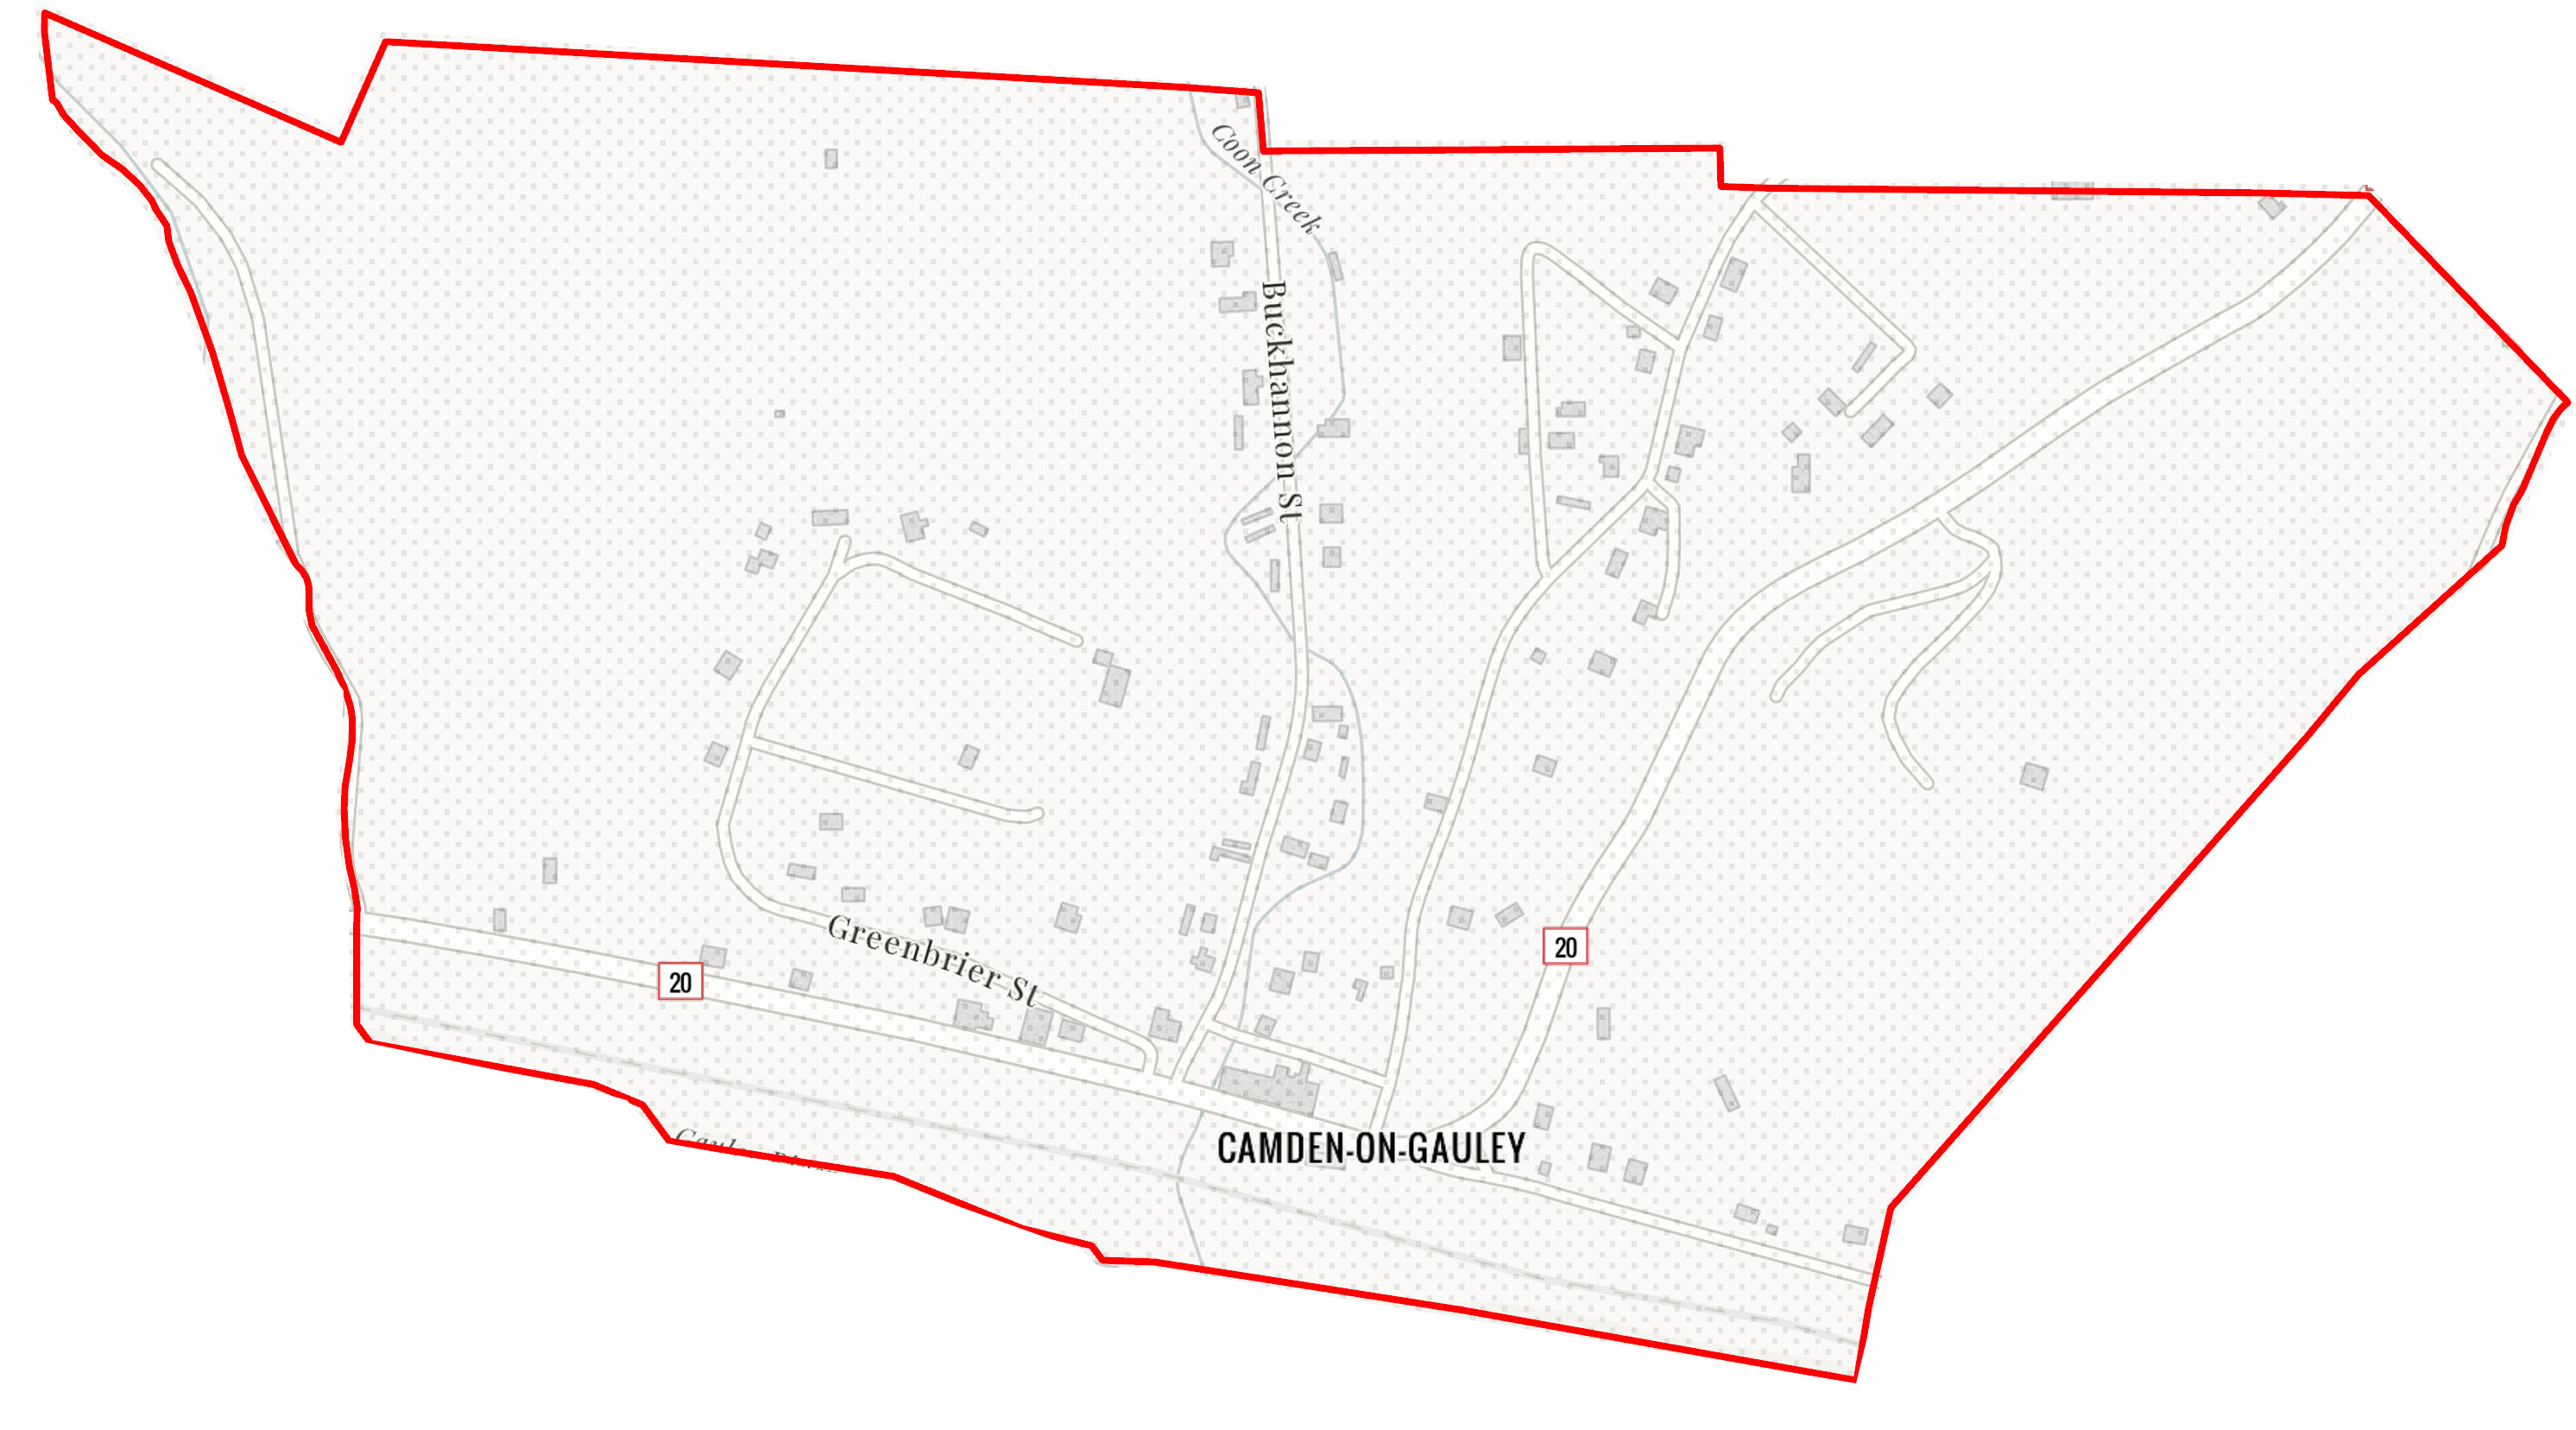 Coon Creek
Buckhannon St
Greenbrier St
20
20
CAMDEN-ON-GAULEY